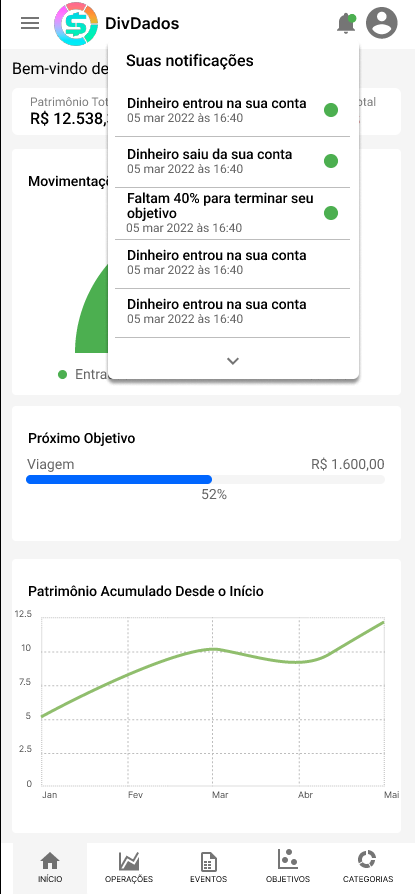 DivDados
Suas notificações
Dinheiro entrou na sua conta
05 mar 2022 às 16:40
Dinheiro saiu da sua conta
05 mar 2022 às 16:40
Faltam 40% para terminar seu
objetivo
05 mar 2022 às 16:40
Dinheiro entrou na sua conta
05 mar 2022 às 16:40
Dinheiro entrou na sua conta
05 mar 2022 às 16:40
Bem-vindo de
Patrimônio Tot
otal
R$ 12.538,
Movimentaçõ
Entra
Próximo Objetivo
Viagem R$ 1.600,00
52%
Patrimônio Acumulado Desde o Início
12.5
10
7.5
5
2.5
0
Jan Fev Mar Abr Mai
INÍCIO OPERAÇÕES EVENTOS OBJETIVOS CATEGORIAS